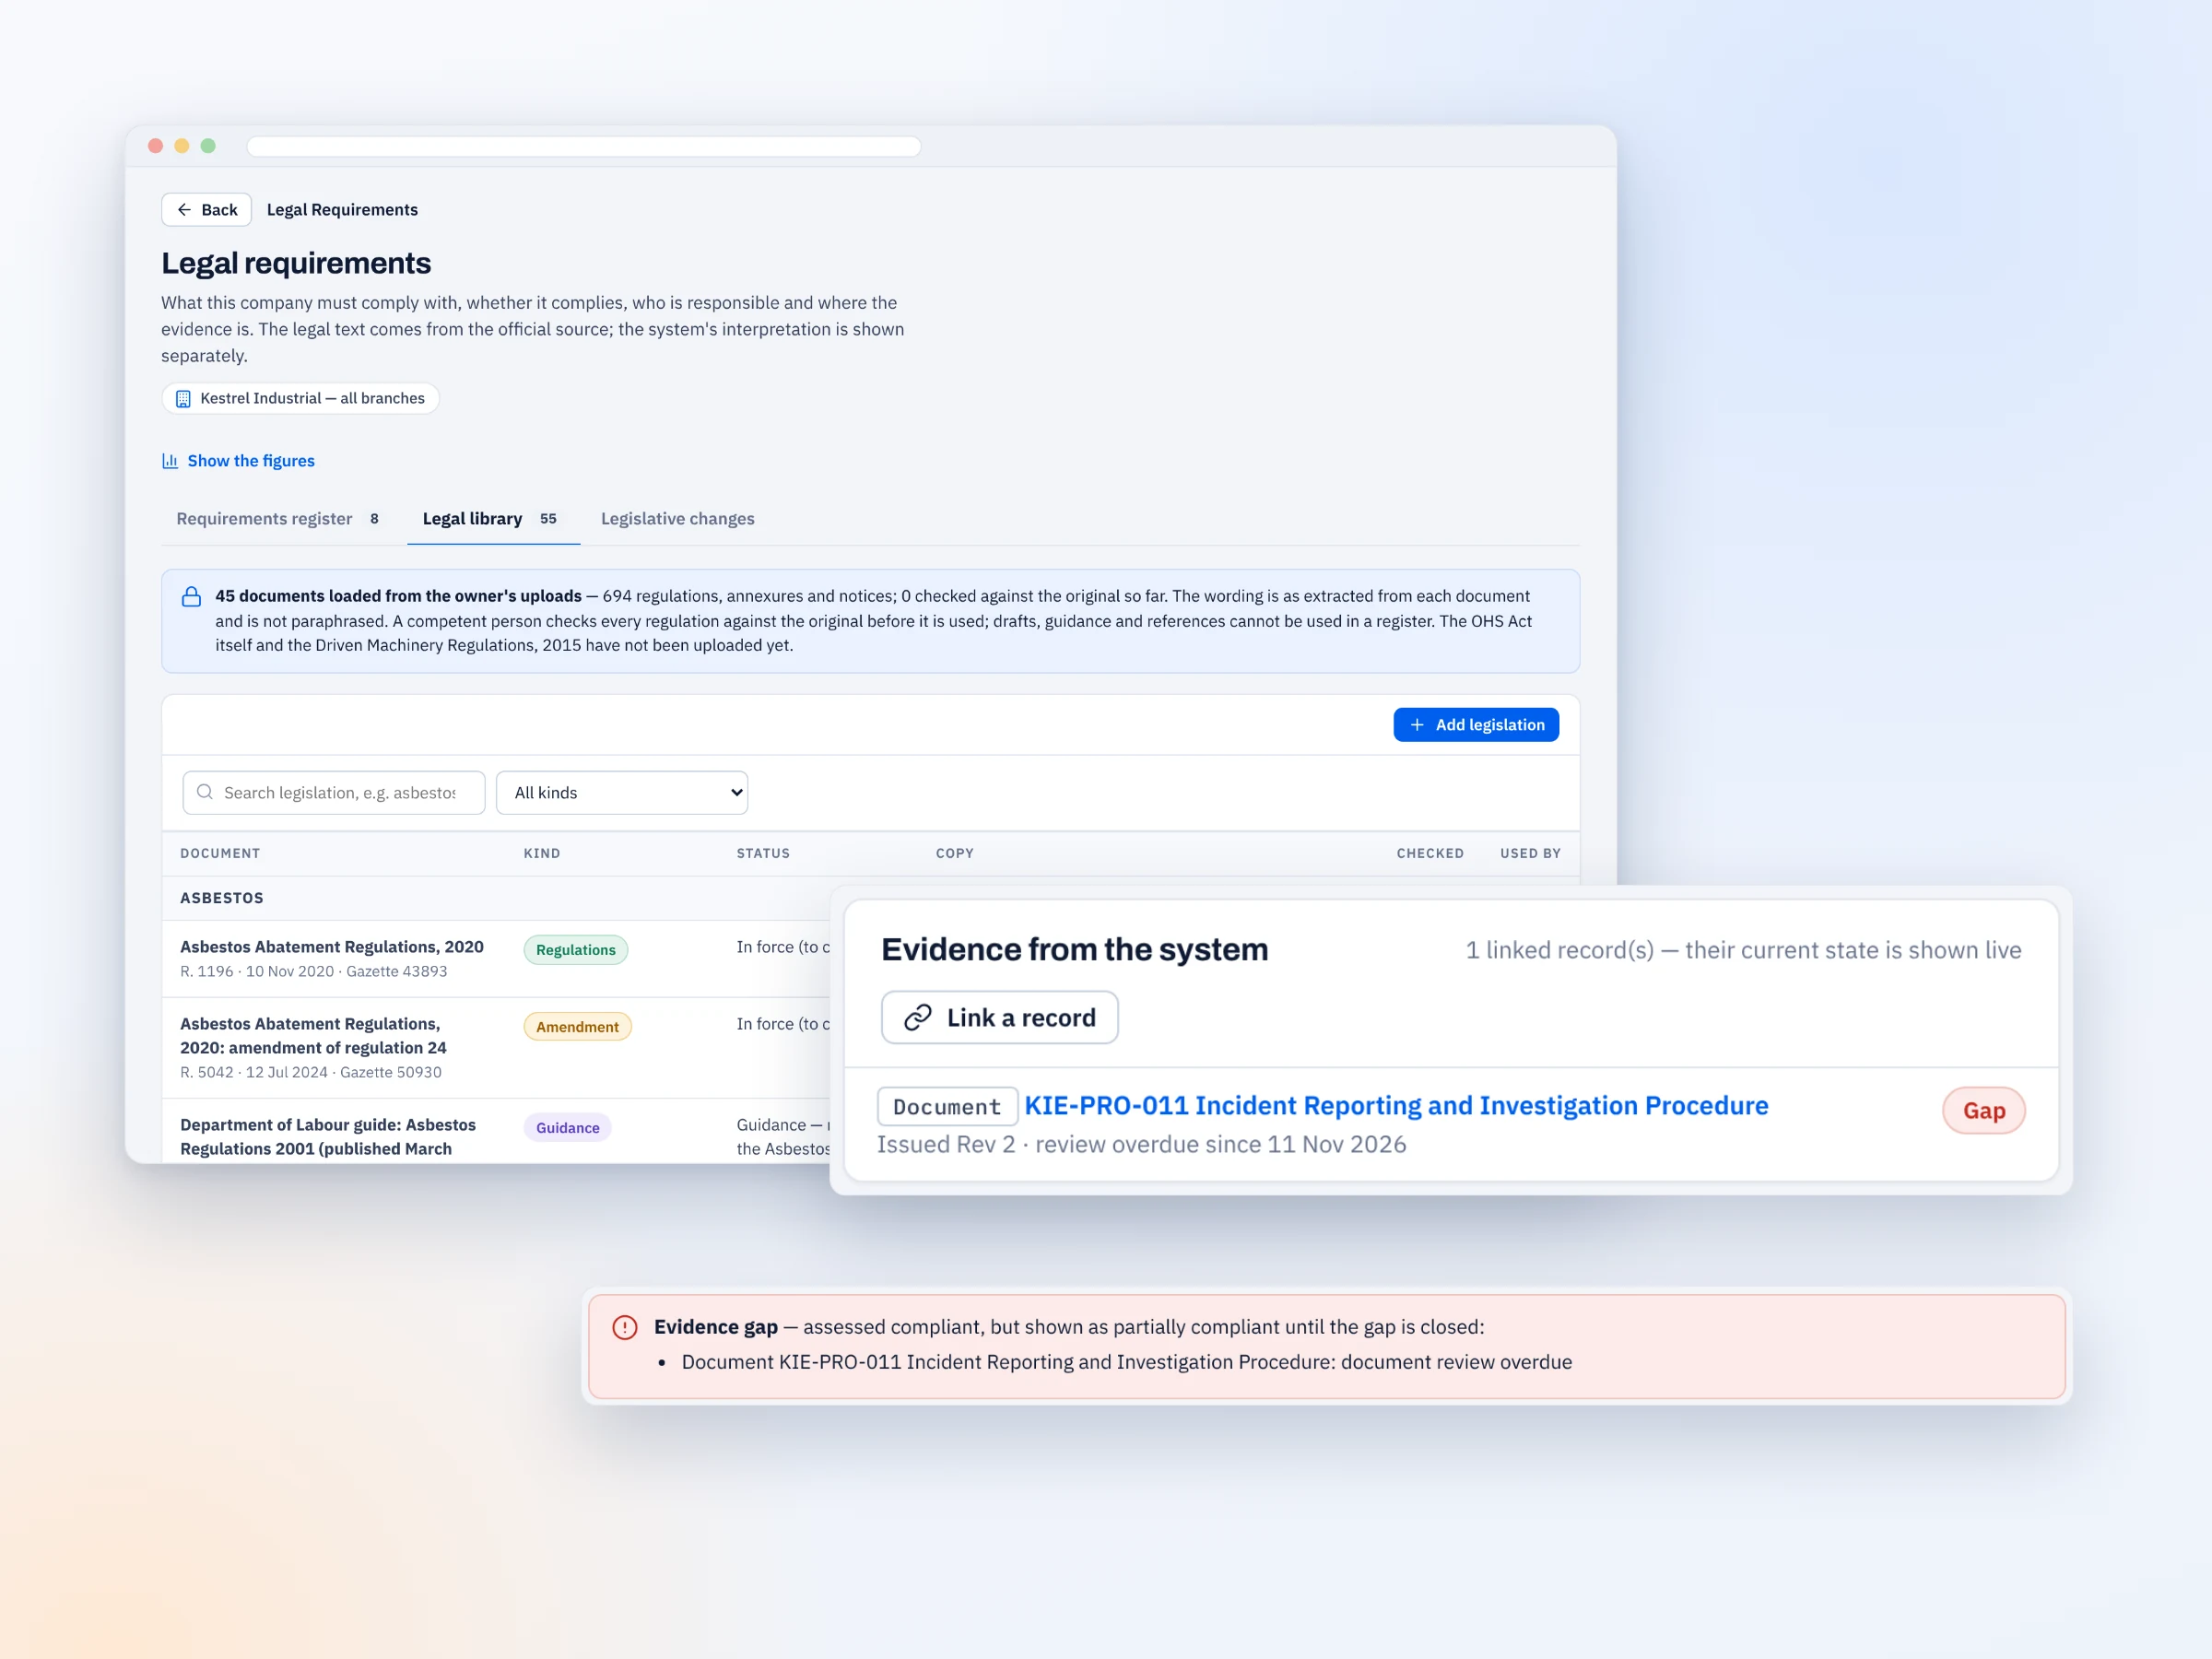 Back
Legal Requirements
Legal requirements
What this company must comply with, whether it complies, who is responsible and where the
evidence is. The legal text comes from the official source; the system's interpretation is shown
separately.
Kestrel Industrial — all branches
Show the figures
Requirements register 8
Legal library 55
Legislative changes
45 documents loaded from the owner's uploads — 694 regulations, annexures and notices; 0 checked against the original so far. The wording is as extracted from each document
and is not paraphrased. A competent person checks every regulation against the original before it is used; drafts, guidance and references cannot be used in a register. The OHS Act
itself and the Driven Machinery Regulations, 2015 have not been uploaded yet.
Add legislation
Search legislation, e.g. asbestos
All kinds
DOCUMENT KIND STATUS COPY CHECKED USED BY
ASBESTOS
Asbestos Abatement Regulations, 2020
R. 1196 · 10 Nov 2020 · Gazette 43893
Regulations
In force (to c
Asbestos Abatement Regulations,
2020: amendment of regulation 24
R. 5042 · 12 Jul 2024 · Gazette 50930
Amendment
In force (to c
Department of Labour guide: Asbestos
Regulations 2001 (published March
Guidance
Guidance —
the Asbestos
Evidence from the system
1 linked record(s) — their current state is shown live
Link a record
Document KIE-PRO-011 Incident Reporting and Investigation Procedure
Issued Rev 2 · review overdue since 11 Nov 2026
Gap
Evidence gap — assessed compliant, but shown as partially compliant until the gap is closed:
• Document KIE-PRO-011 Incident Reporting and Investigation Procedure: document review overdue